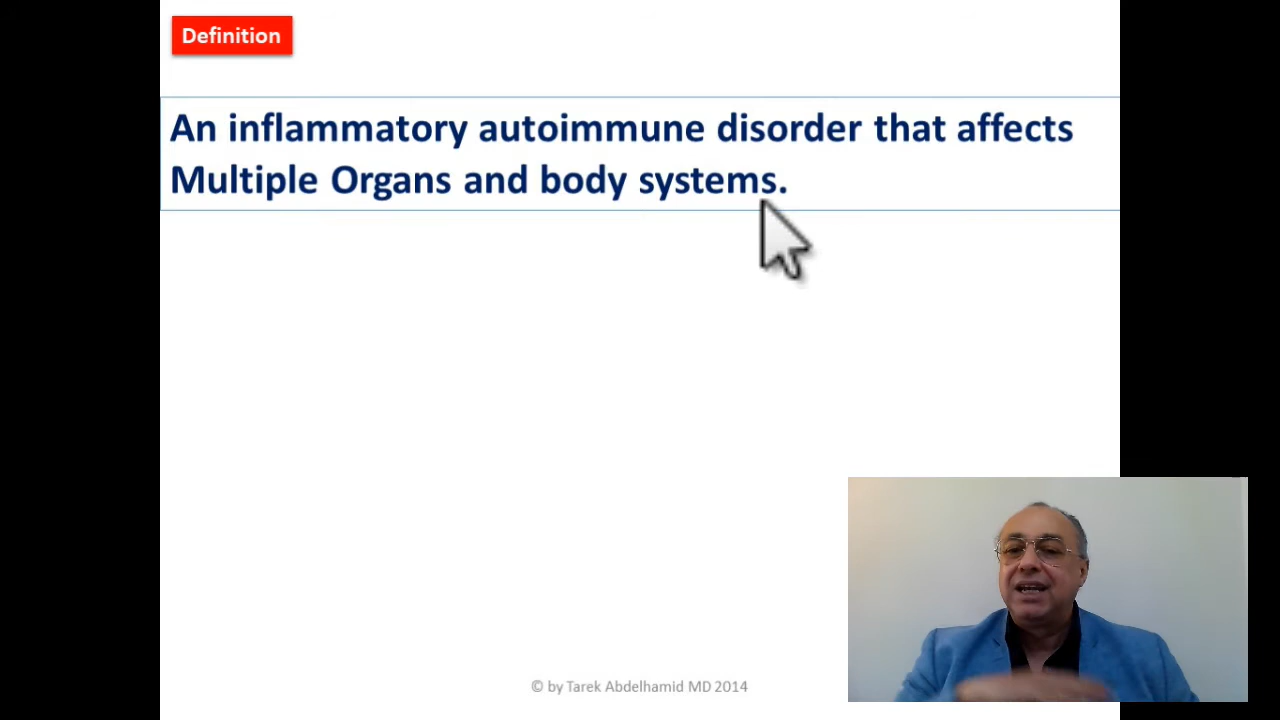 Definition
An inflammatory autoimmune disorder that affects
Multiple Organs and body systems.
© by Tarek Abdelhamid MD 2014